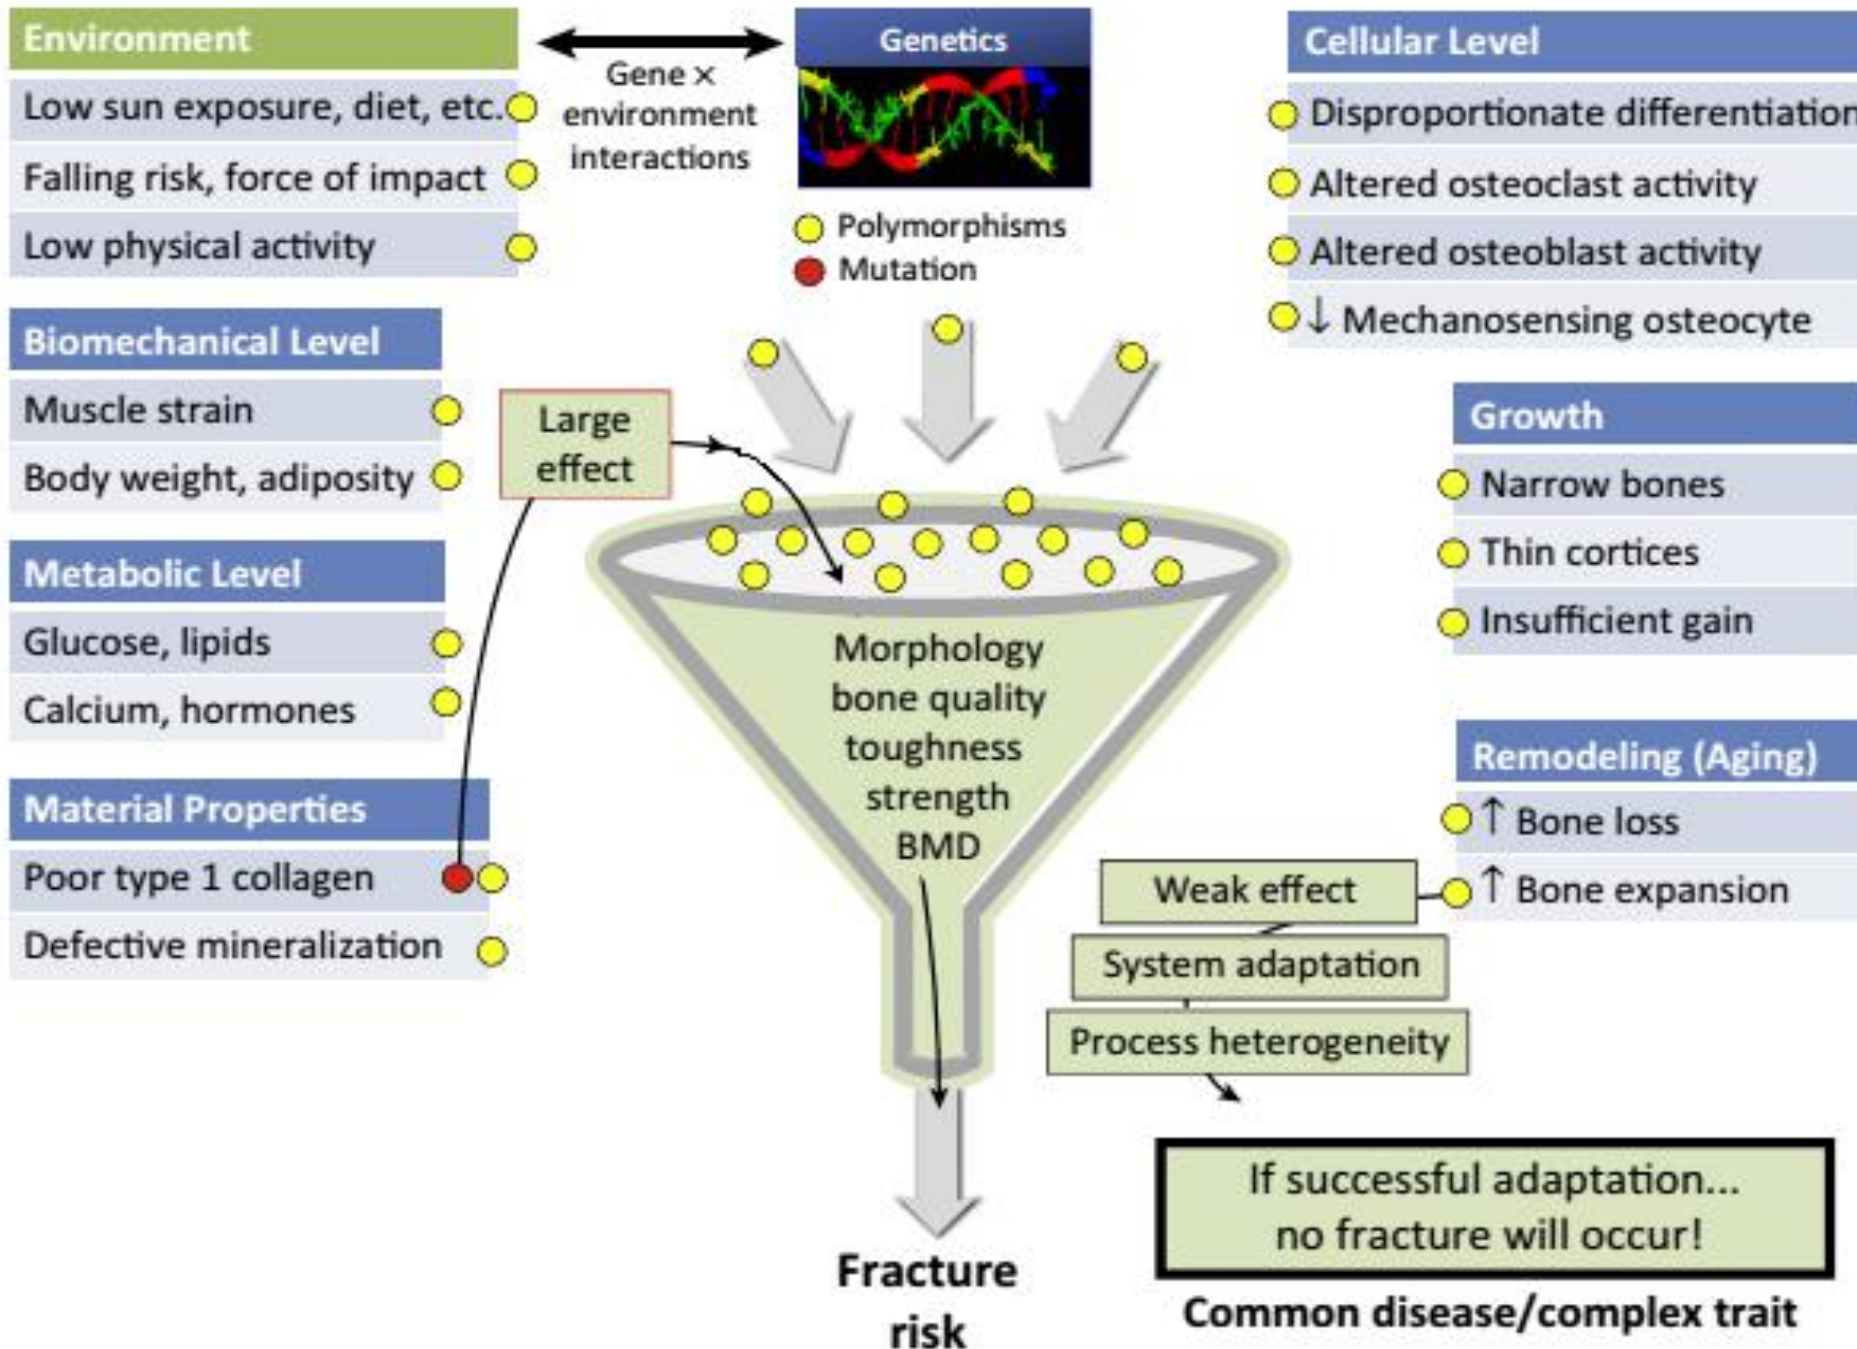 Environment
Low sun exposure, diet, etc.
Falling risk, force of impact
Low physical activity
Gene ×
environment
interactions
Genetics
Polymorphisms
Mutation
Cellular Level
Disproportionate differentiation
Altered osteoclast activity
Altered osteoblast activity
↓ Mechanosensing osteocyte
Biomechanical Level
Muscle strain
Body weight, adiposity
Large
effect
Growth
Narrow bones
Thin cortices
Insufficient gain
Metabolic Level
Glucose, lipids
Calcium, hormones
Morphology
bone quality
toughness
strength
BMD
Material Properties
Poor type 1 collagen
Defective mineralization
Remodeling (Aging)
↑ Bone loss
↑ Bone expansion
Weak effect
System adaptation
Process heterogeneity
If successful adaptation...
no fracture will occur!
Common disease/complex trait
Fracture
risk